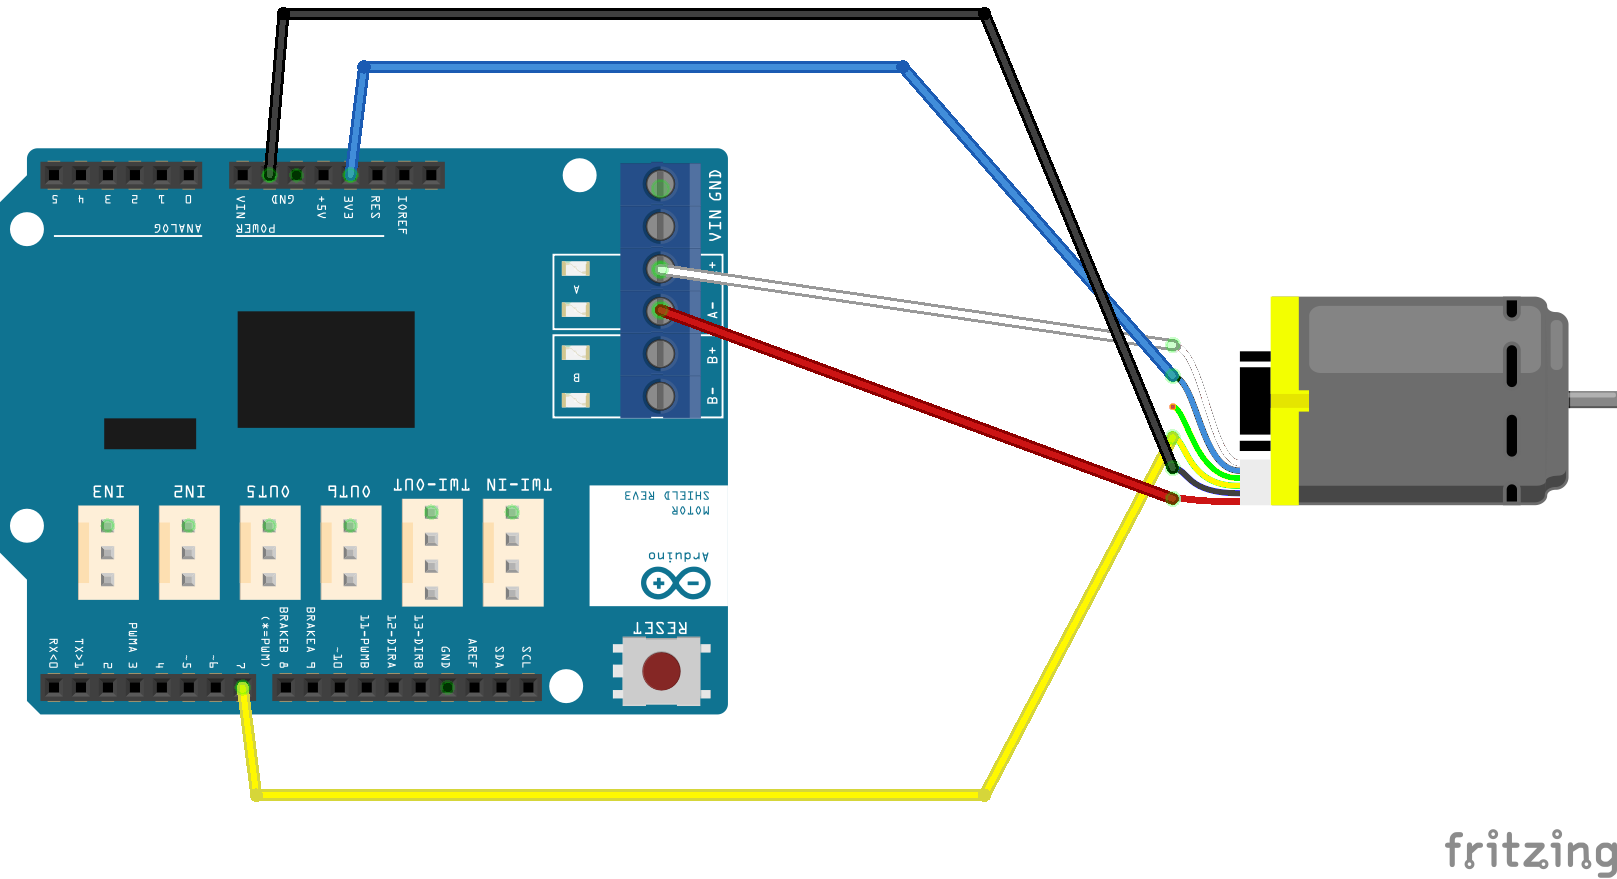 5 4 3 2 1 0
ANALOG
VIN GND +5V 3V3 RES IOREF
POWER
VIN GND
A
+
A-
B
B+
B-
IN3 IN2 OUT5 OUT6 TWI-OUT TWI-IN
MOTOR
SHIELD REV3
Arduino
RESET
RX<0 TX>1 2 PWMA 3 4 ~5 ~6 7
(*=PWM)
BRAKEB 8 BRAKEA 9 ~10 11-PWMB 12-DIRA 13-DIRB GND AREF SDA SCL
fritzing